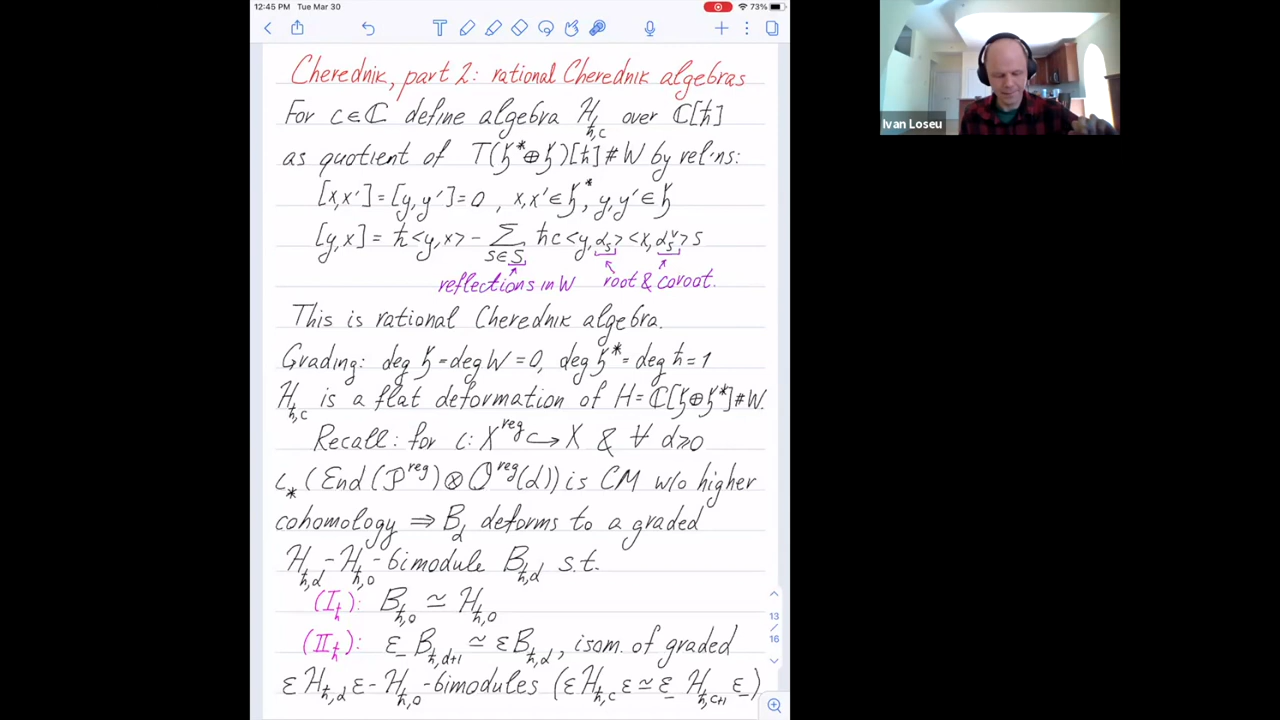 12:45 PM Tue Mar 30
73%
Cherednik, part 2: rational Cherednik algebras
For c∈ℂ define algebra H_{ħ,c} over ℂ[ħ]
as quotient of T(𝔥*⊕𝔥)[ħ]#W by rel'ns:
[x,x']=[y,y']=0, x,x'∈𝔥*, y,y'∈𝔥
[y,x]=ħ<y,x>-∑_{s∈S} ħc<y,α_s><x,α_s^∨>s
reflections in W root & coroot.
This is rational Cherednik algebra.
Grading: deg 𝔥=deg W=0, deg 𝔥*=deg ħ=1
H_{ħ,c} is a flat deformation of H=ℂ[𝔥⊕𝔥*]#W.
Recall: for ι: X^{reg}↪X & ∀ d≥0
ι_*(End(P^{reg})⊗O^{reg}(d)) is CM w/o higher
cohomology ⇒ B_d deforms to a graded
H_{ħ,d}-H_{ħ,0}-bimodule B_{ħ,d} s.t.
(I_ħ): B_{ħ,0}≃H_{ħ,0}
(II_ħ): ε_-B_{ħ,d+1}≃εB_{ħ,d}, isom. of graded
εH_{ħ,d}ε-H_{ħ,0}-bimodules (εH_{ħ,c}ε≃ε_-H_{ħ,c+1}ε_-)
13
/
16
Ivan Loseu